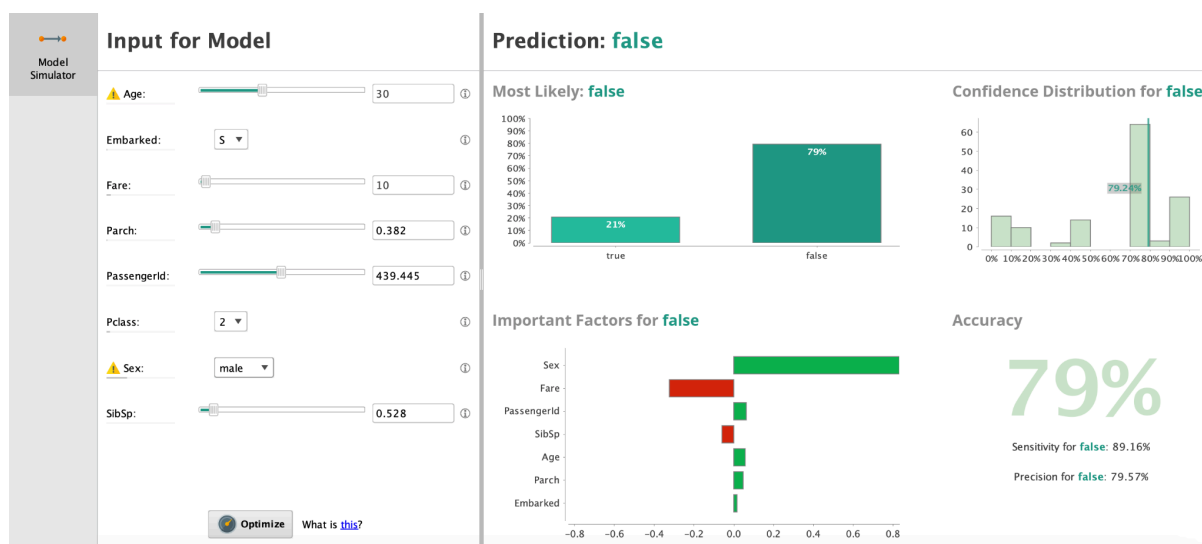 Model
Simulator
Input for Model
Age: 30
Embarked: S
Fare: 10
Parch: 0.382
PassengerId: 439.445
Pclass: 2
Sex: male
SibSp: 0.528
Optimize What is this?
Prediction: false
Most Likely: false
100%
90%
80%
70%
60%
50%
40%
30%
20%
10%
0%
21%
79%
true false
Confidence Distribution for false
60
50
40
30
20
10
0
79.24%
0% 10% 20% 30% 40% 50% 60% 70% 80% 90% 100%
Important Factors for false
Sex
Fare
PassengerId
SibSp
Age
Parch
Embarked
-0.8 -0.6 -0.4 -0.2 0.0 0.2 0.4 0.6 0.8
Accuracy
79%
Sensitivity for false: 89.16%
Precision for false: 79.57%